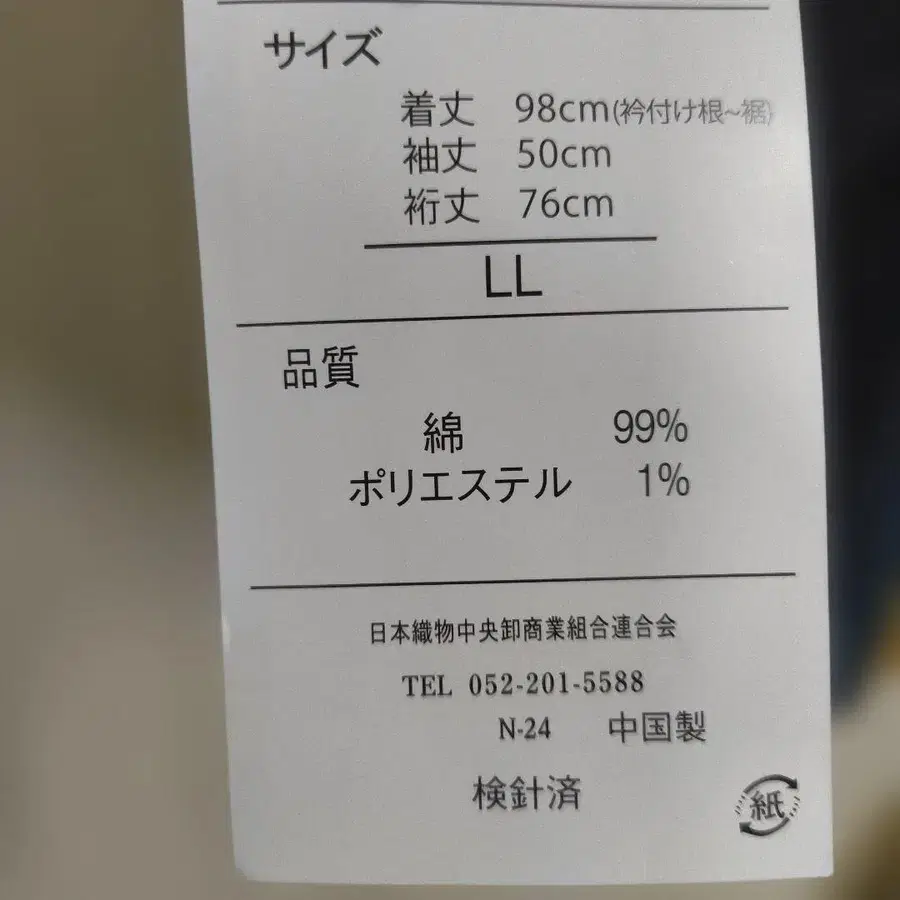 サイズ
着丈 98cm(衿付け根~裾)
袖丈 50cm
裄丈 76cm
LL
品質
綿 99%
ポリエステル 1%
日本織物中央卸商業組合連合会
TEL 052-201-5588
N-24 中国製
検針済
紙